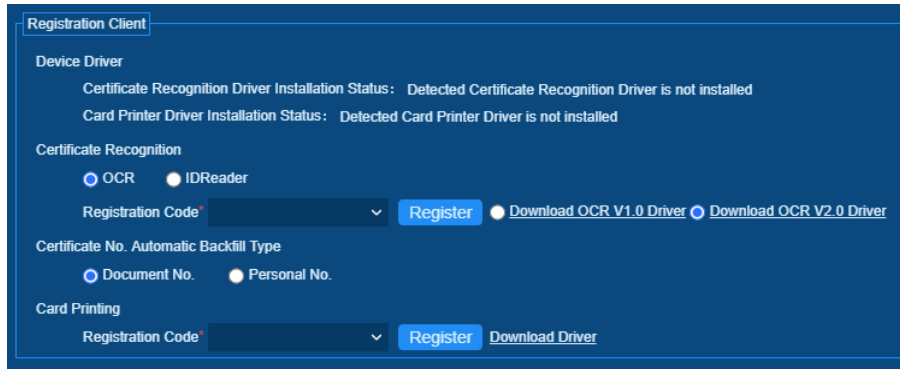 Registration Client
Device Driver
Certificate Recognition Driver Installation Status： Detected Certificate Recognition Driver is not installed
Card Printer Driver Installation Status： Detected Card Printer Driver is not installed
Certificate Recognition
OCR IDReader
Registration Code* Register Download OCR V1.0 Driver Download OCR V2.0 Driver
Certificate No. Automatic Backfill Type
Document No. Personal No.
Card Printing
Registration Code* Register Download Driver